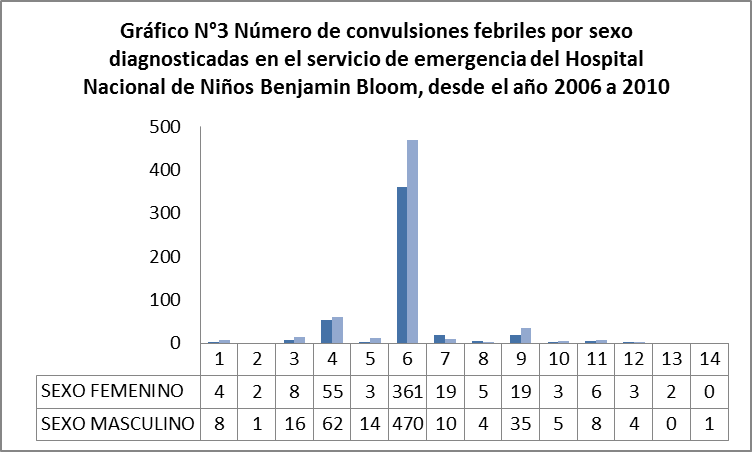 Gráfico N°3 Número de convulsiones febriles por sexo
diagnosticadas en el servicio de emergencia del Hospital
Nacional de Niños Benjamin Bloom, desde el año 2006 a 2010
500
400
300
200
100
0
1 2 3 4 5 6 7 8 9 10 11 12 13 14
SEXO FEMENINO 4 2 8 55 3 361 19 5 19 3 6 3 2 0
SEXO MASCULINO 8 1 16 62 14 470 10 4 35 5 8 4 0 1